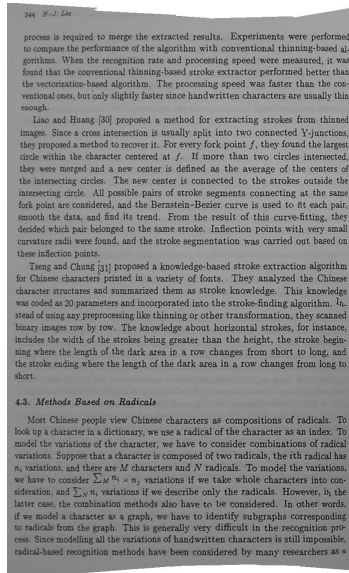 344 H.-J. Lee
process is required to merge the extracted results. Experiments were performed
to compare the performance of the algorithm with conventional thinning-based al-
gorithms. When the recognition rate and processing speed were measured, it was
found that the conventional thinning-based stroke extractor performed better than
the vectorization-based algorithm. The processing speed was faster than the con-
ventional ones, but only slightly faster since handwritten characters are usually thin
enough.
Liao and Huang [30] proposed a method for extracting strokes from thinned
images. Since a cross intersection is usually split into two connected Y-junctions,
they proposed a method to recover it. For every fork point f, they found the largest
circle within the character centered at f. If more than two circles intersected,
they were merged and a new center is defined as the average of the centers of
the intersecting circles. The new center is connected to the strokes outside the
intersecting circle. All possible pairs of stroke segments connecting at the same
fork point are considered, and the Bernstein–Bezier curve is used to fit each pair,
smooth the data, and find its trend. From the result of this curve-fitting, they
decided which pair belonged to the same stroke. Inflection points with very small
curvature radii were found, and the stroke segmentation was carried out based on
these inflection points.
Tseng and Chung [31] proposed a knowledge-based stroke extraction algorithm
for Chinese characters printed in a variety of fonts. They analyzed the Chinese
character structures and summarized them as stroke knowledge. This knowledge
was coded as 20 parameters and incorporated into the stroke-finding algorithm. In-
stead of using any preprocessing like thinning or other transformation, they scanned
binary images row by row. The knowledge about horizontal strokes, for instance,
includes the width of the strokes being greater than the height, the stroke begin-
ning where the length of the dark area in a row changes from short to long, and
the stroke ending where the length of the dark area in a row changes from long to
short.
4.3. Methods Based on Radicals
Most Chinese people view Chinese characters as compositions of radicals. To
look up a character in a dictionary, we use a radical of the character as an index. To
model the variations of the character, we have to consider combinations of radical
variations. Suppose that a character is composed of two radicals, the ith radical has
n_i variations, and there are M characters and N radicals. To model the variations,
we have to consider ∑_M n_i × n_j variations if we take whole characters into con-
sideration, and ∑_N n_i variations if we describe only the radicals. However, in the
latter case, the combination methods also have to be considered. In other words,
if we model a character as a graph, we have to identify subgraphs corresponding
to radicals from the graph. This is generally very difficult in the recognition pro-
cess. Since modelling all the variations of handwritten characters is still impossible,
radical-based recognition methods have been considered by many researches as a